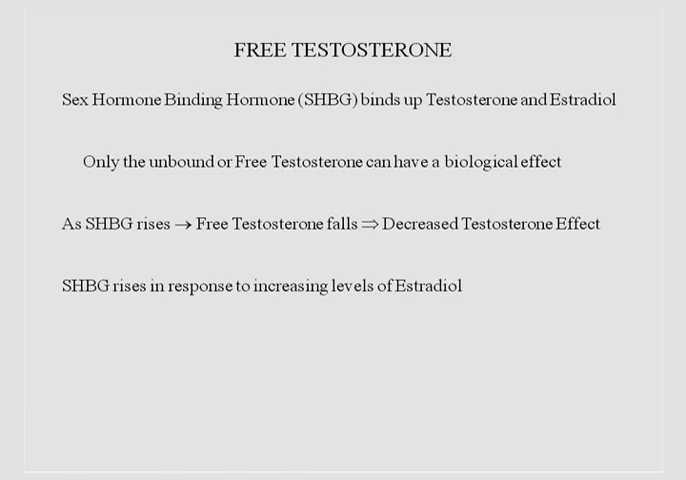 FREE TESTOSTERONE
Sex Hormone Binding Hormone (SHBG) binds up Testosterone and Estradiol
Only the unbound or Free Testosterone can have a biological effect
As SHBG rises → Free Testosterone falls ⇒ Decreased Testosterone Effect
SHBG rises in response to increasing levels of Estradiol